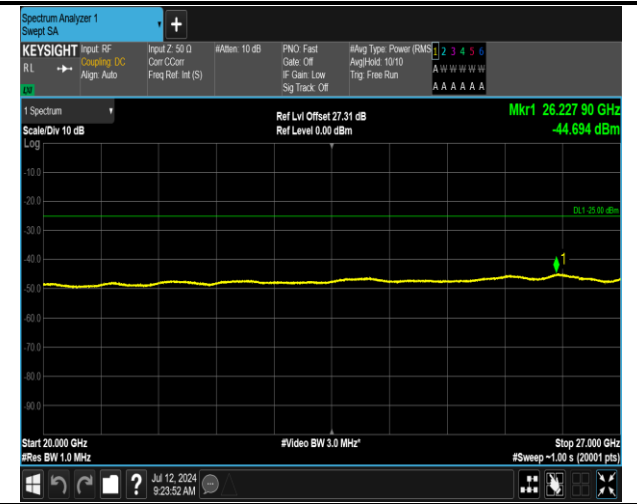 Spectrum Analyzer 1
Swept SA
+
KEYSIGHT
RL
Input: RF
Coupling: DC
Align: Auto
Input Z: 50 Ω
Corr CCorr
Freq Ref: Int (S)
#Atten: 10 dB
PNO: Fast
Gate: Off
IF Gain: Low
Sig Track: Off
#Avg Type: Power (RMS
Avg|Hold: 10/10
Trig: Free Run
1 2 3 4 5 6
A W W W W W
A A A A A A
1 Spectrum
Scale/Div 10 dB
Log
Ref Lvl Offset 27.31 dB
Ref Level 0.00 dBm
Mkr1 26.227 90 GHz
-44.694 dBm
-10.0
-20.0
DL1 -25.00 dBm
-30.0
-40.0
1
-50.0
-60.0
-70.0
-80.0
-90.0
Start 20.000 GHz
#Res BW 1.0 MHz
#Video BW 3.0 MHz*
Stop 27.000 GHz
#Sweep ~1.00 s (20001 pts)
?
Jul 12, 2024
9:23:52 AM